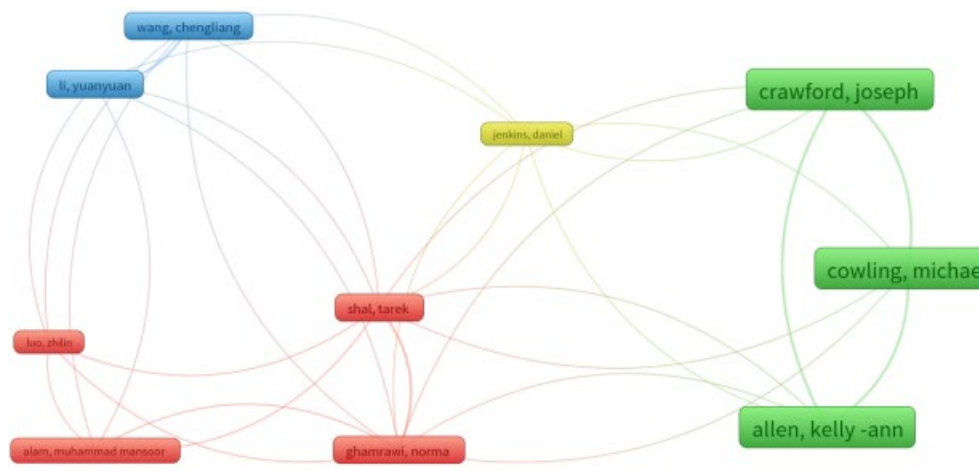 wang, chengliang
li, yuanyuan
crawford, joseph
jenkins, daniel
cowling, michae
shal, tarek
luo, zhilin
allen, kelly -ann
alam, muhammad mansoor
ghamrawi, norma